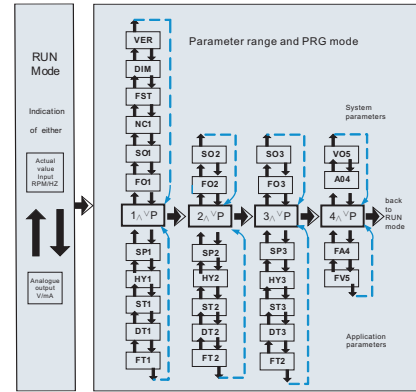 RUN
Mode
Indication
of either
Actual
value
Input
RPM/HZ
Analogue
output
V/mA
Parameter range and PRG mode
System
parameters
VER
DIM
FST
NC1
SO1
FO1
1∧∨P
SP1
HY1
ST1
DT1
FT1
SO2
FO2
2∧∨P
SP2
HY2
ST2
DT2
FT2
SO3
FO3
3∧∨P
SP3
HY3
ST3
DT3
FT2
VO5
A04
4∧∨P
FA4
FV5
back
to
RUN
mode
Application
parameters